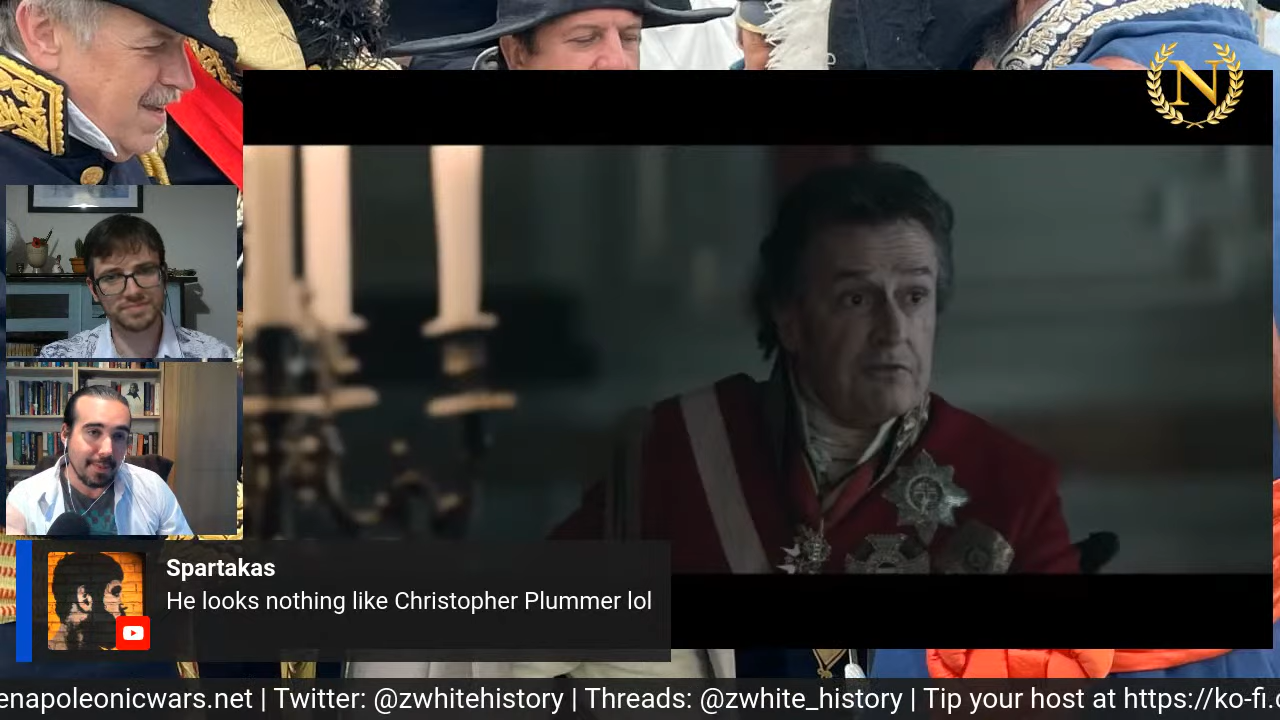 N
Spartakas
He looks nothing like Christopher Plummer lol
enapoleonicwars.net | Twitter: @zwhitehistory | Threads: @zwhite_history | Tip your host at https://ko-fi.